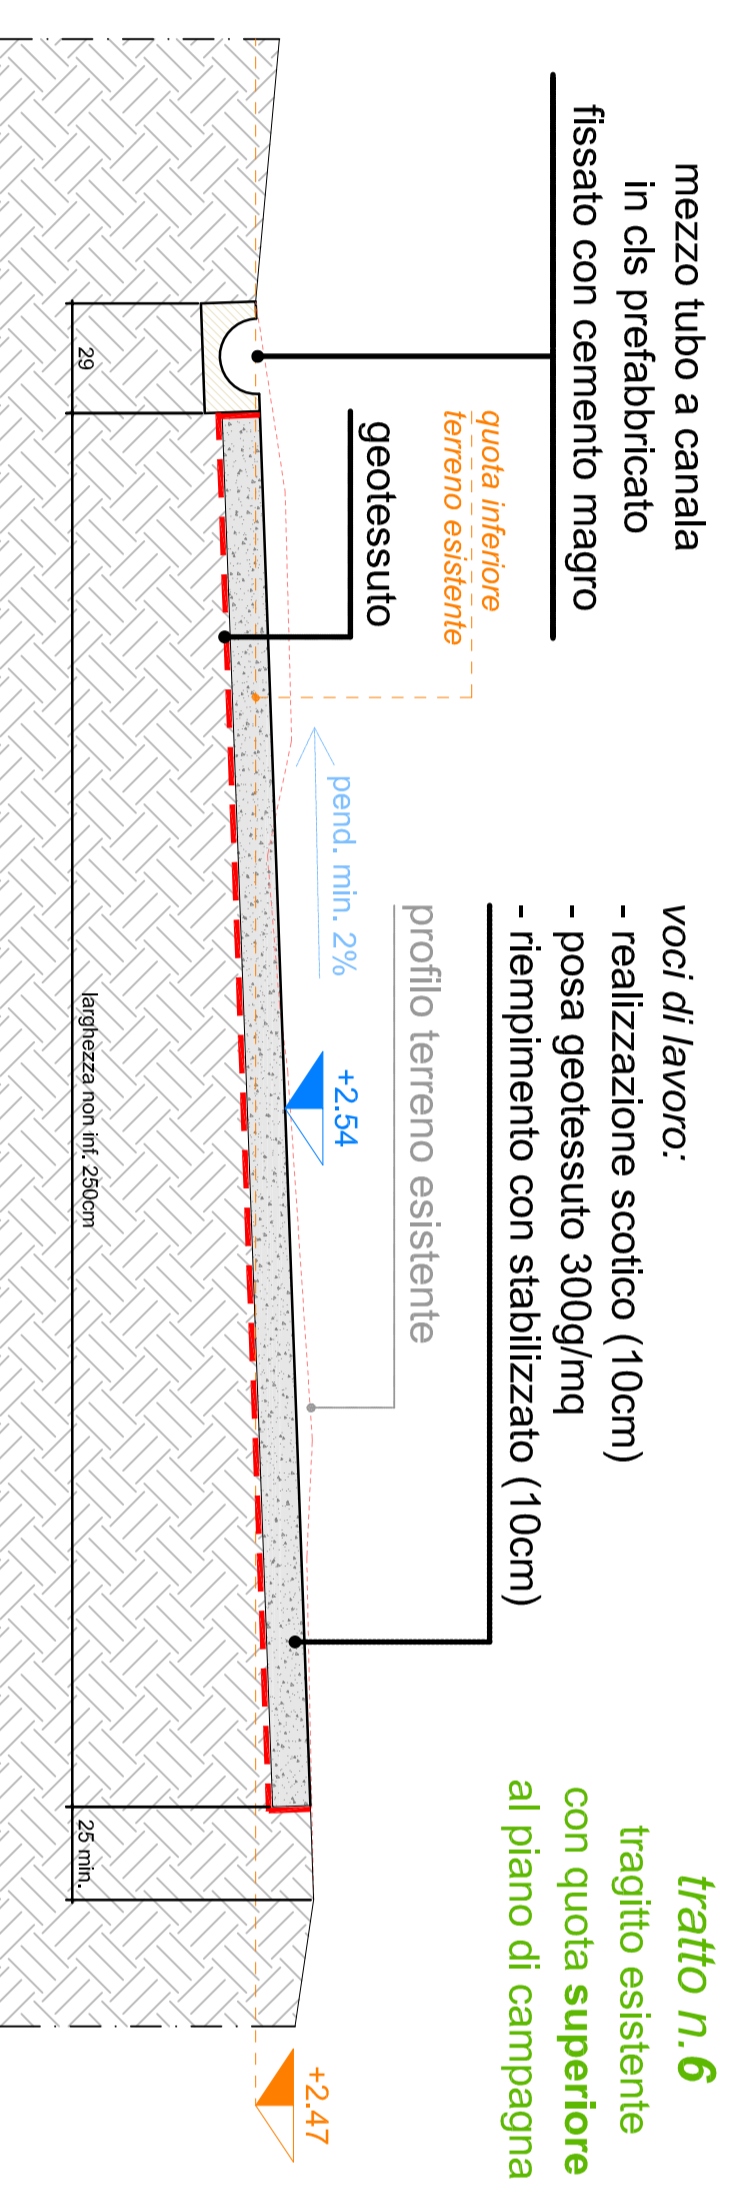 mezzo tubo a canala
in cls prefabbricato
fissato con cemento magro
quota inferiore
terreno esistente
geotessuto
voci di lavoro:
- realizzazione scotico (10cm)
- posa geotessuto 300g/mq
- riempimento con stabilizzato (10cm)
profilo terreno esistente
pend. min. 2%
+2.54
tratto n.6
tragitto esistente
con quota superiore
al piano di campagna
+2.47
29
larghezza non inf. 250cm
25 min.